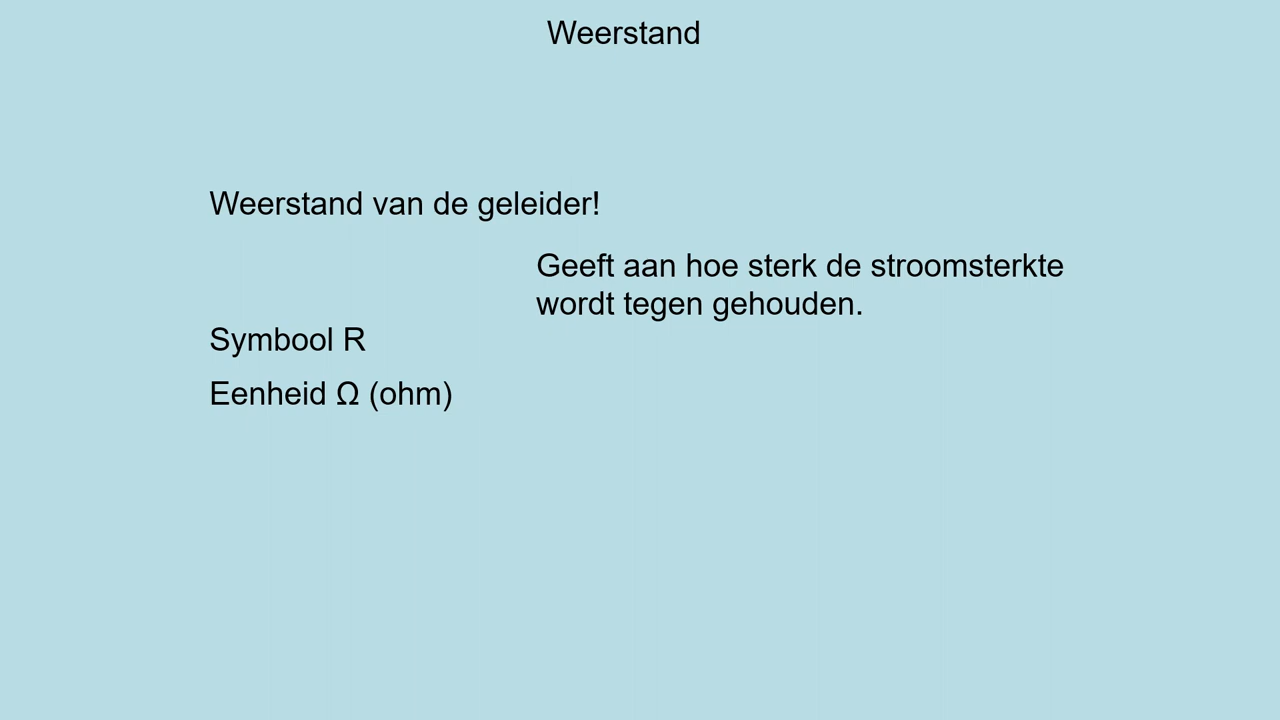 Weerstand
Weerstand van de geleider!
Geeft aan hoe sterk de stroomsterkte
wordt tegen gehouden.
Symbool R
Eenheid Ω (ohm)